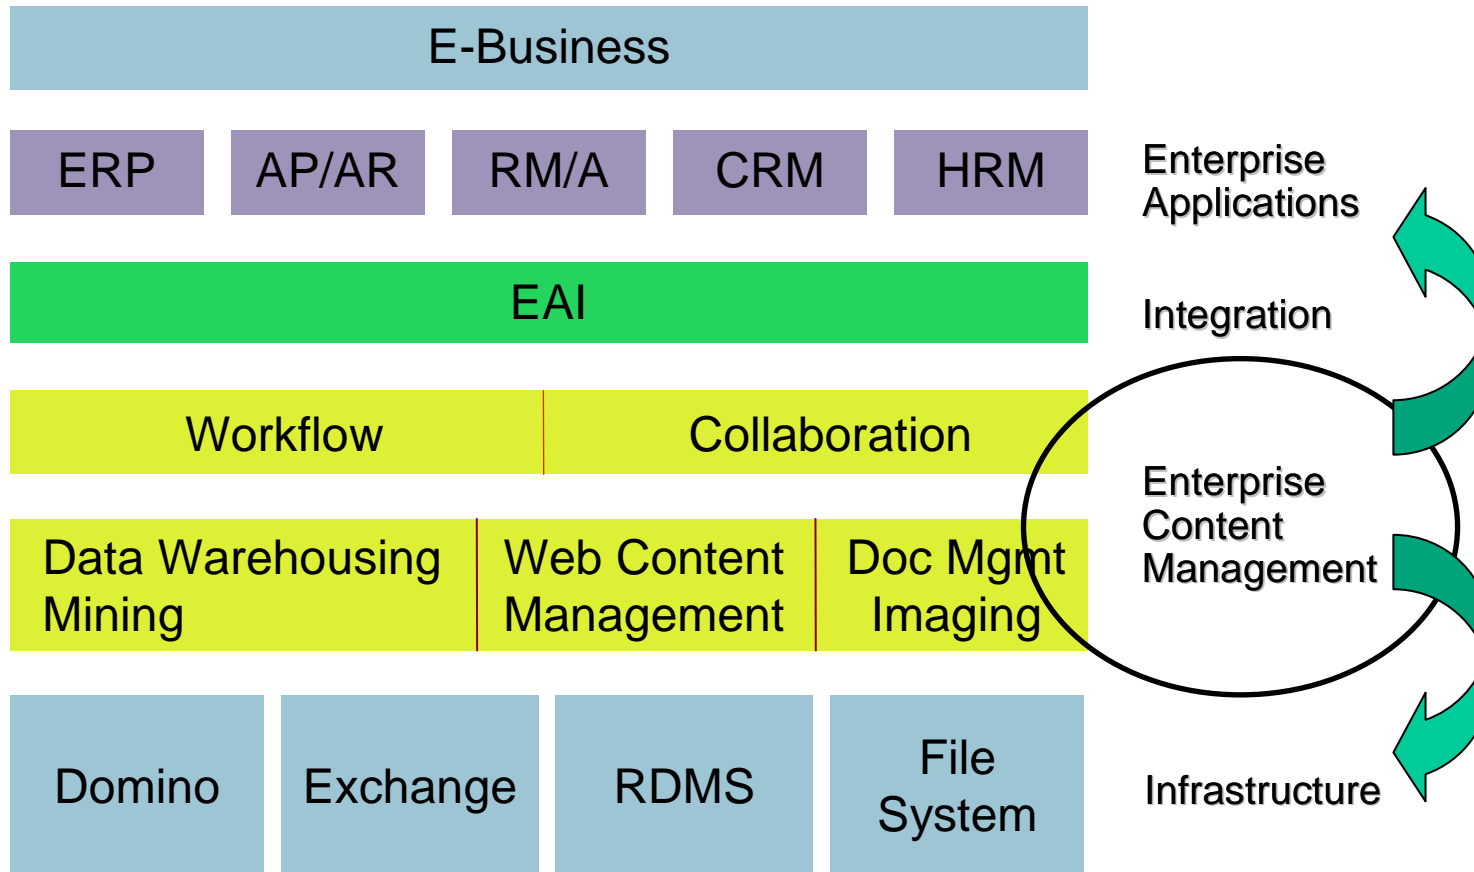 E-Business
ERP
AP/AR
RM/A
CRM
HRM
Enterprise
Applications
EAI
Integration
Workflow
Collaboration
Enterprise
Content
Management
Data Warehousing
Mining
Web Content
Management
Doc Mgmt
Imaging
Domino
Exchange
RDMS
File
System
Infrastructure